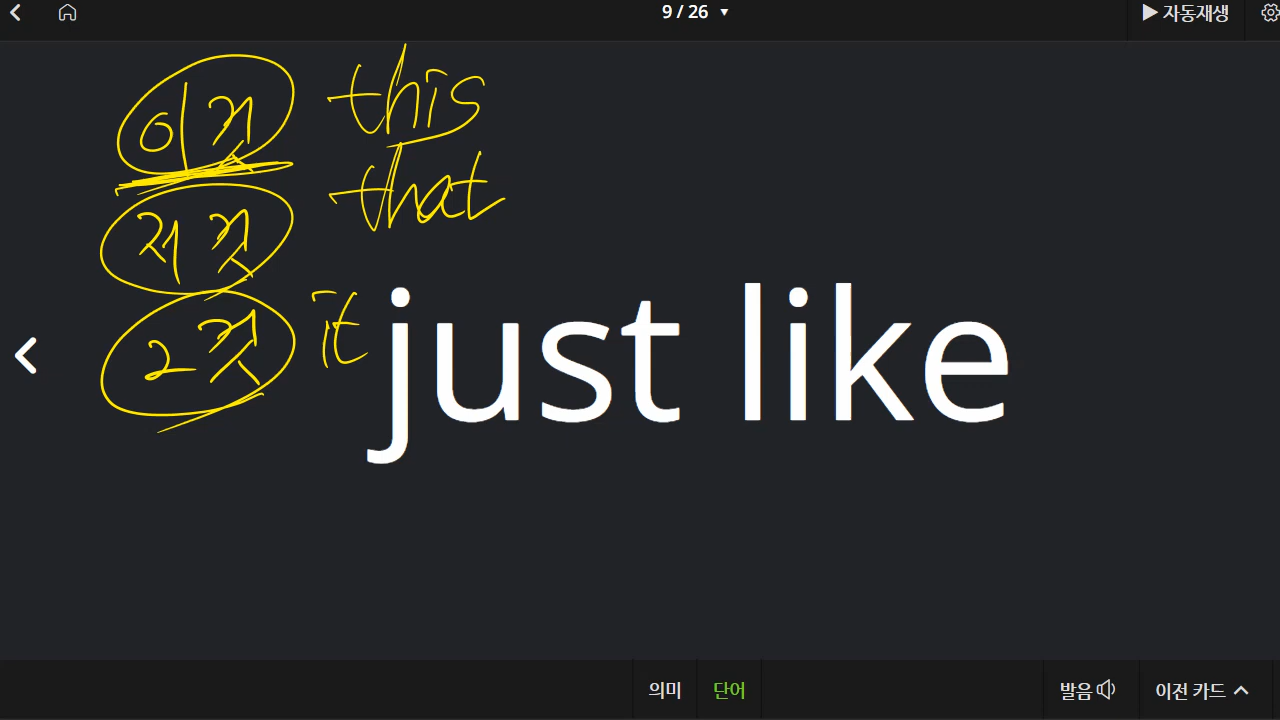 9 / 26 ▼
▶ 자동재생
이것 this
저것 that
그것 it
just like
의미 단어
발음 이전 카드